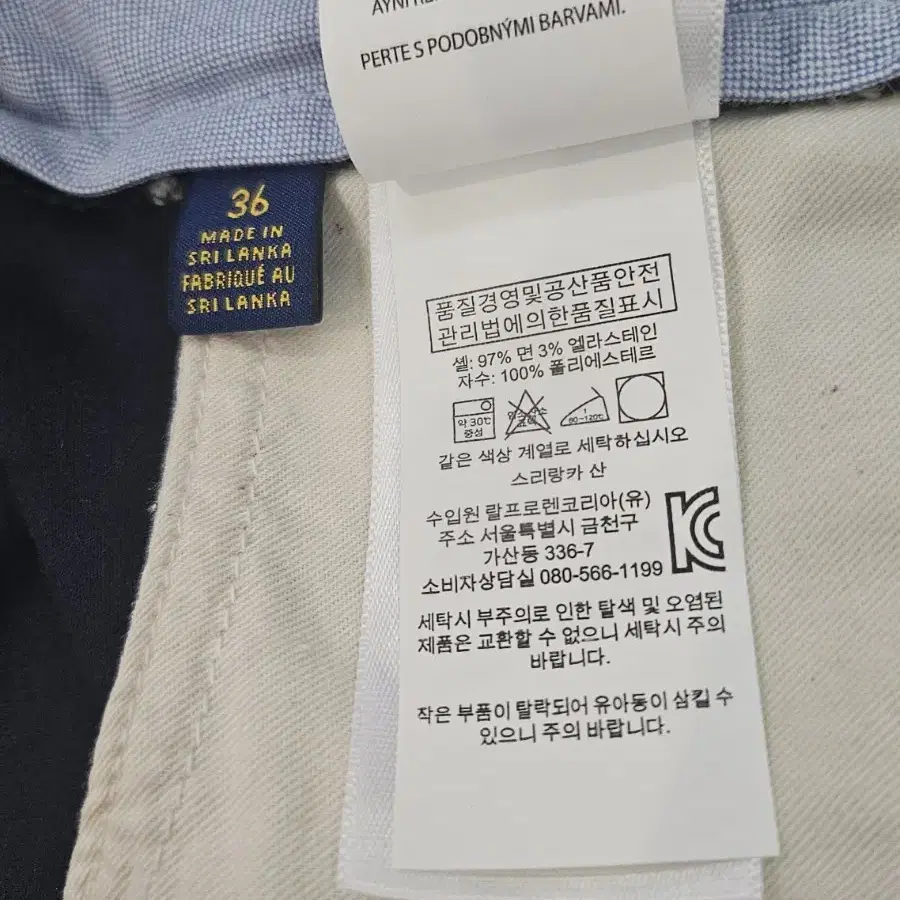 PERTE S PODOBNÝMI BARVAMI.
36
MADE IN
SRI LANKA
FABRIQUÉ AU
SRI LANKA
품질경영및공산품안전
관리법에의한품질표시
셸: 97% 면 3% 엘라스테인
자수: 100% 폴리에스테르
약 30℃
중성
1
80~120℃
같은 색상 계열로 세탁하십시오
스리랑카 산
수입원 랄프로렌코리아(유)
주소 서울특별시 금천구
가산동 336-7
소비자상담실 080-566-1199
세탁시 부주의로 인한 탈색 및 오염된
제품은 교환할 수 없으니 세탁시 주의
바랍니다.
작은 부품이 탈락되어 유아동이 삼킬 수
있으니 주의 바랍니다.